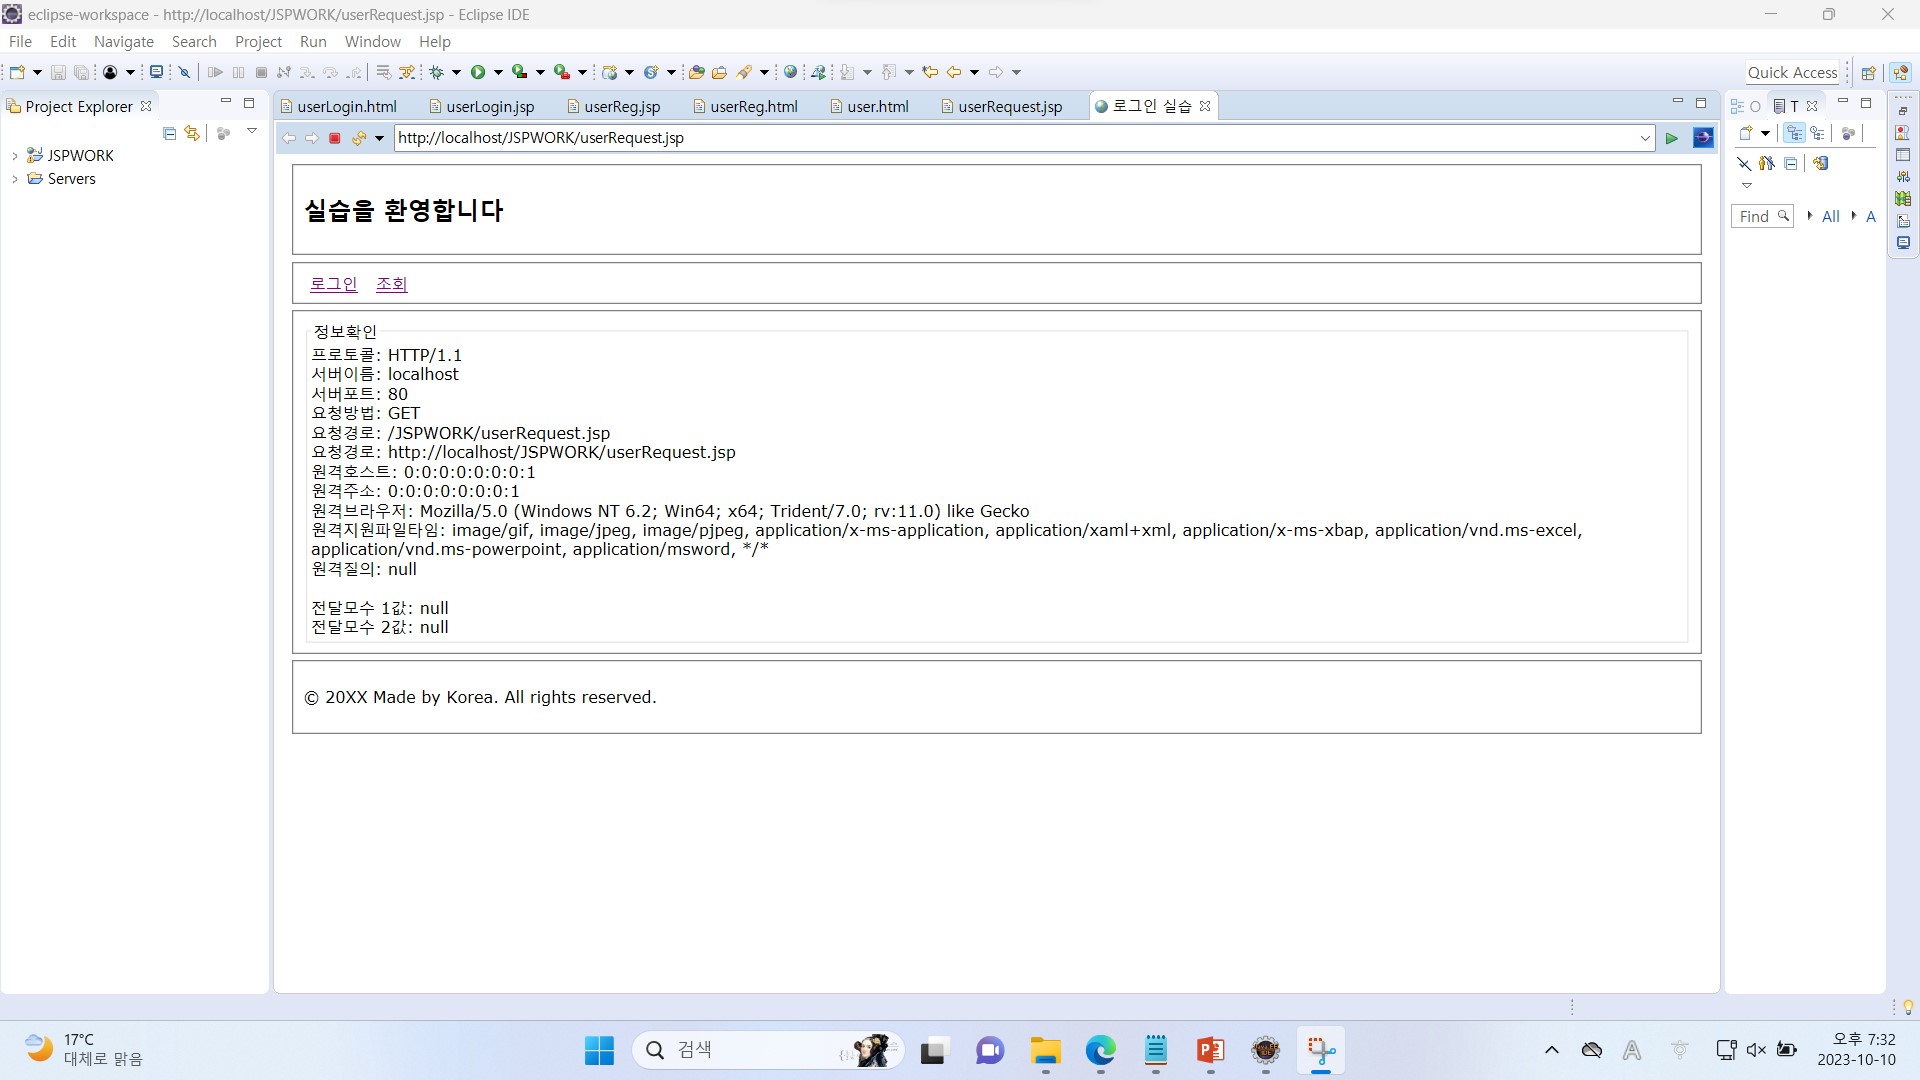 eclipse-workspace - http://localhost/JSPWORK/userRequest.jsp - Eclipse IDE
File Edit Navigate Search Project Run Window Help
Quick Access
Project Explorer
userLogin.html userLogin.jsp userReg.jsp userReg.html user.html userRequest.jsp 로그인 실습
O T
http://localhost/JSPWORK/userRequest.jsp
JSPWORK
Servers
Find All A
실습을 환영합니다
로그인 조회
정보확인
프로토콜: HTTP/1.1
서버이름: localhost
서버포트: 80
요청방법: GET
요청경로: /JSPWORK/userRequest.jsp
요청경로: http://localhost/JSPWORK/userRequest.jsp
원격호스트: 0:0:0:0:0:0:0:1
원격주소: 0:0:0:0:0:0:0:1
원격브라우저: Mozilla/5.0 (Windows NT 6.2; Win64; x64; Trident/7.0; rv:11.0) like Gecko
원격지원파일타임: image/gif, image/jpeg, image/pjpeg, application/x-ms-application, application/xaml+xml, application/x-ms-xbap, application/vnd.ms-excel,
application/vnd.ms-powerpoint, application/msword, */*
원격질의: null
전달모수 1값: null
전달모수 2값: null
© 20XX Made by Korea. All rights reserved.
17°C
대체로 맑음
검색
오후 7:32
2023-10-10